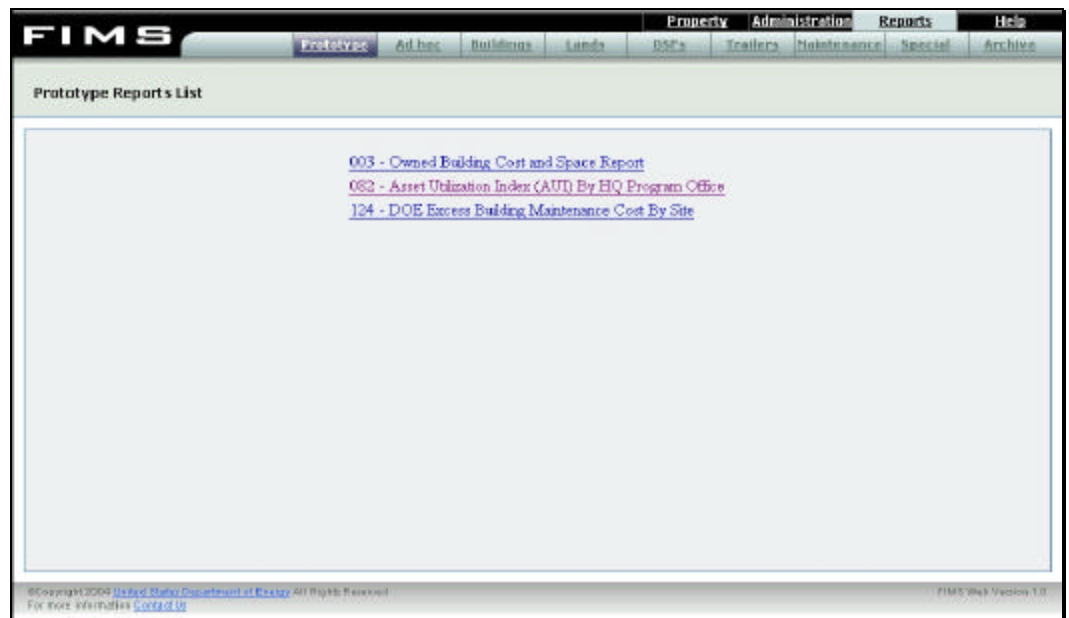 FIMS
Property Administration Reports Help
Prototype Ad hoc Buildings Lands OSFs Trailers Maintenance Special Archive
Prototype Reports List
003 - Owned Building Cost and Space Report
082 - Asset Utilization Index (AUI) By HQ Program Office
124 - DOE Excess Building Maintenance Cost By Site
©Copyright 2004 United States Department of Energy All Rights Reserved
For more information Contact Us
FIMS Web Version 1.0